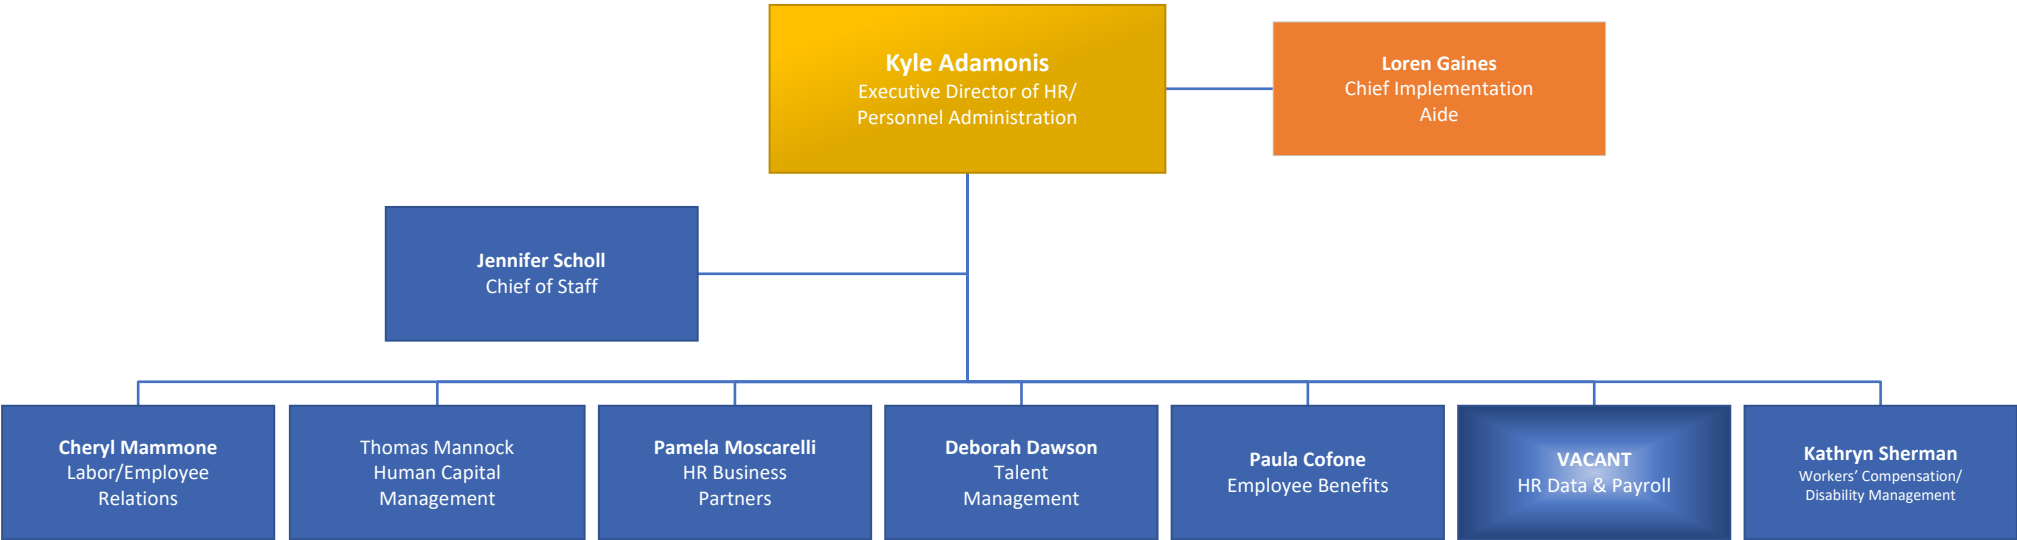 Kyle Adamonis
Executive Director of HR/
Personnel Administration
Loren Gaines
Chief Implementation
Aide
Jennifer Scholl
Chief of Staff
Cheryl Mammone
Labor/Employee
Relations
Thomas Mannock
Human Capital
Management
Pamela Moscarelli
HR Business
Partners
Deborah Dawson
Talent
Management
Paula Cofone
Employee Benefits
VACANT
HR Data & Payroll
Kathryn Sherman
Workers’ Compensation/
Disability Management